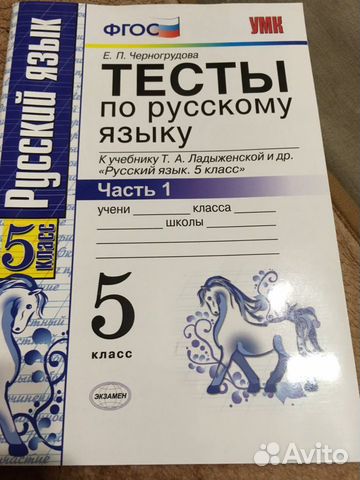 ФГОС
УМК
Е. П. Черногрудова
ТЕСТЫ
по русскому
языку
К учебнику Т. А. Ладыженской и др.
«Русский язык. 5 класс»
Часть 1
учени класса
школы
5
класс
ЭКЗАМЕН
Русский язык
5
класс
участие
Avito